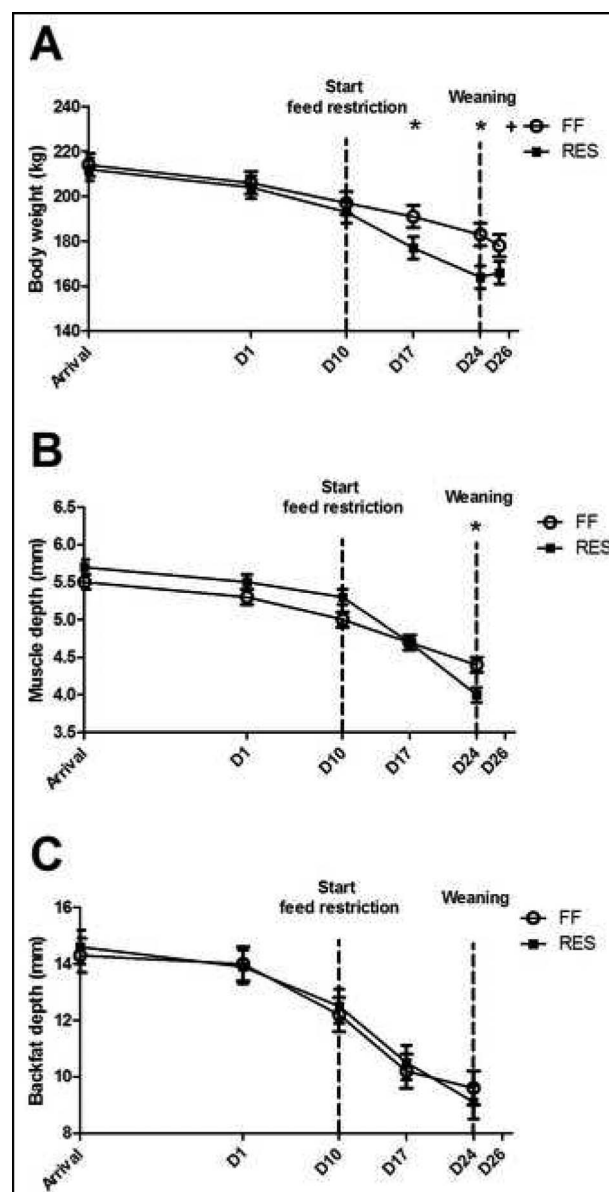 A
Start
feed restriction
Weaning
* * +
FF
RES
Body weight (kg)
240
220
200
180
160
140
Arrival
D1
D10
D17
D24
D26
B
Start
feed restriction
Weaning
*
FF
RES
Muscle depth (mm)
6.5
6.0
5.5
5.0
4.5
4.0
3.5
Arrival
D1
D10
D17
D24
D26
C
Start
feed restriction
Weaning
FF
RES
Backfat depth (mm)
16
14
12
10
8
Arrival
D1
D10
D17
D24
D26